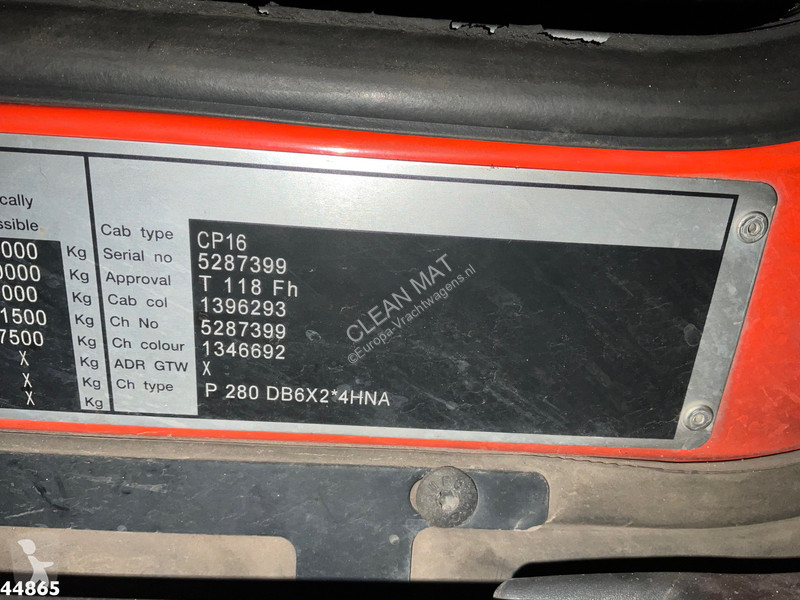 cally
ssible
000 Kg
0000 Kg
000 Kg
1500 Kg
7500 Kg
X Kg
X Kg
X Kg
Cab type CP16
Serial no 5287399
Approval T 118 Fh
Cab col 1396293
Ch No 5287399
Ch colour 1346692
ADR GTW X
Ch type P 280 DB6X2*4HNA
CLEAN MAT
©Europa-Vrachtwagens.nl
44865